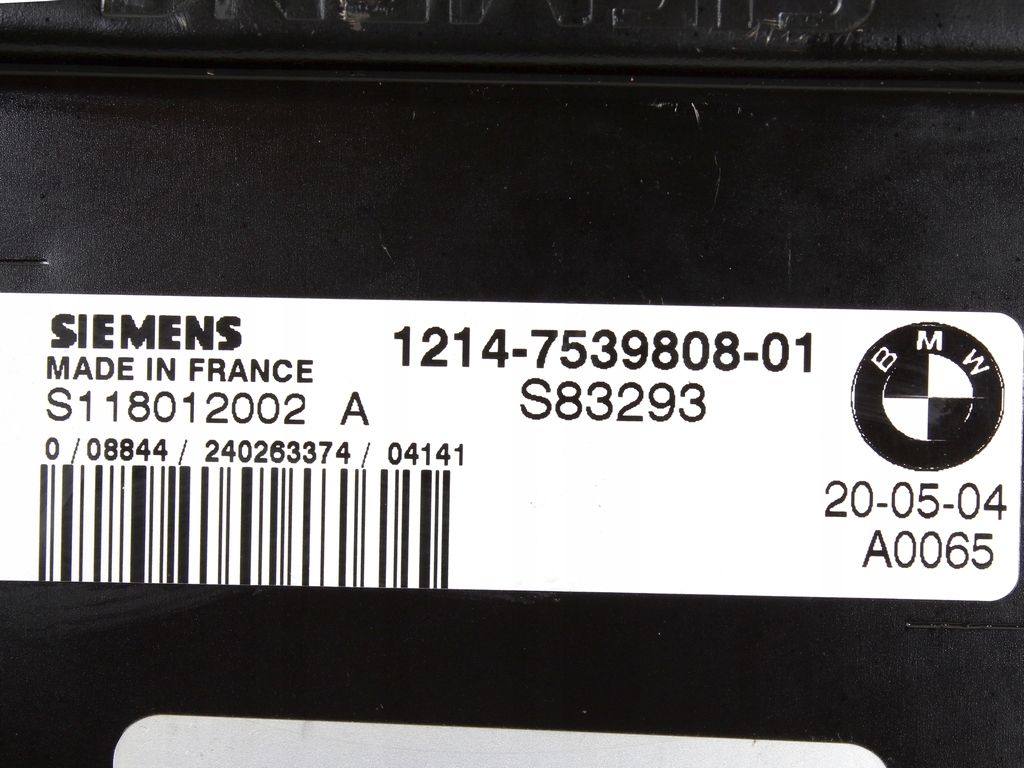 SIEMENS
MADE IN FRANCE
S118012002 A
1214-7539808-01
S83293
0 / 08844 / 240263374 / 04141
BMW
20-05-04
A0065